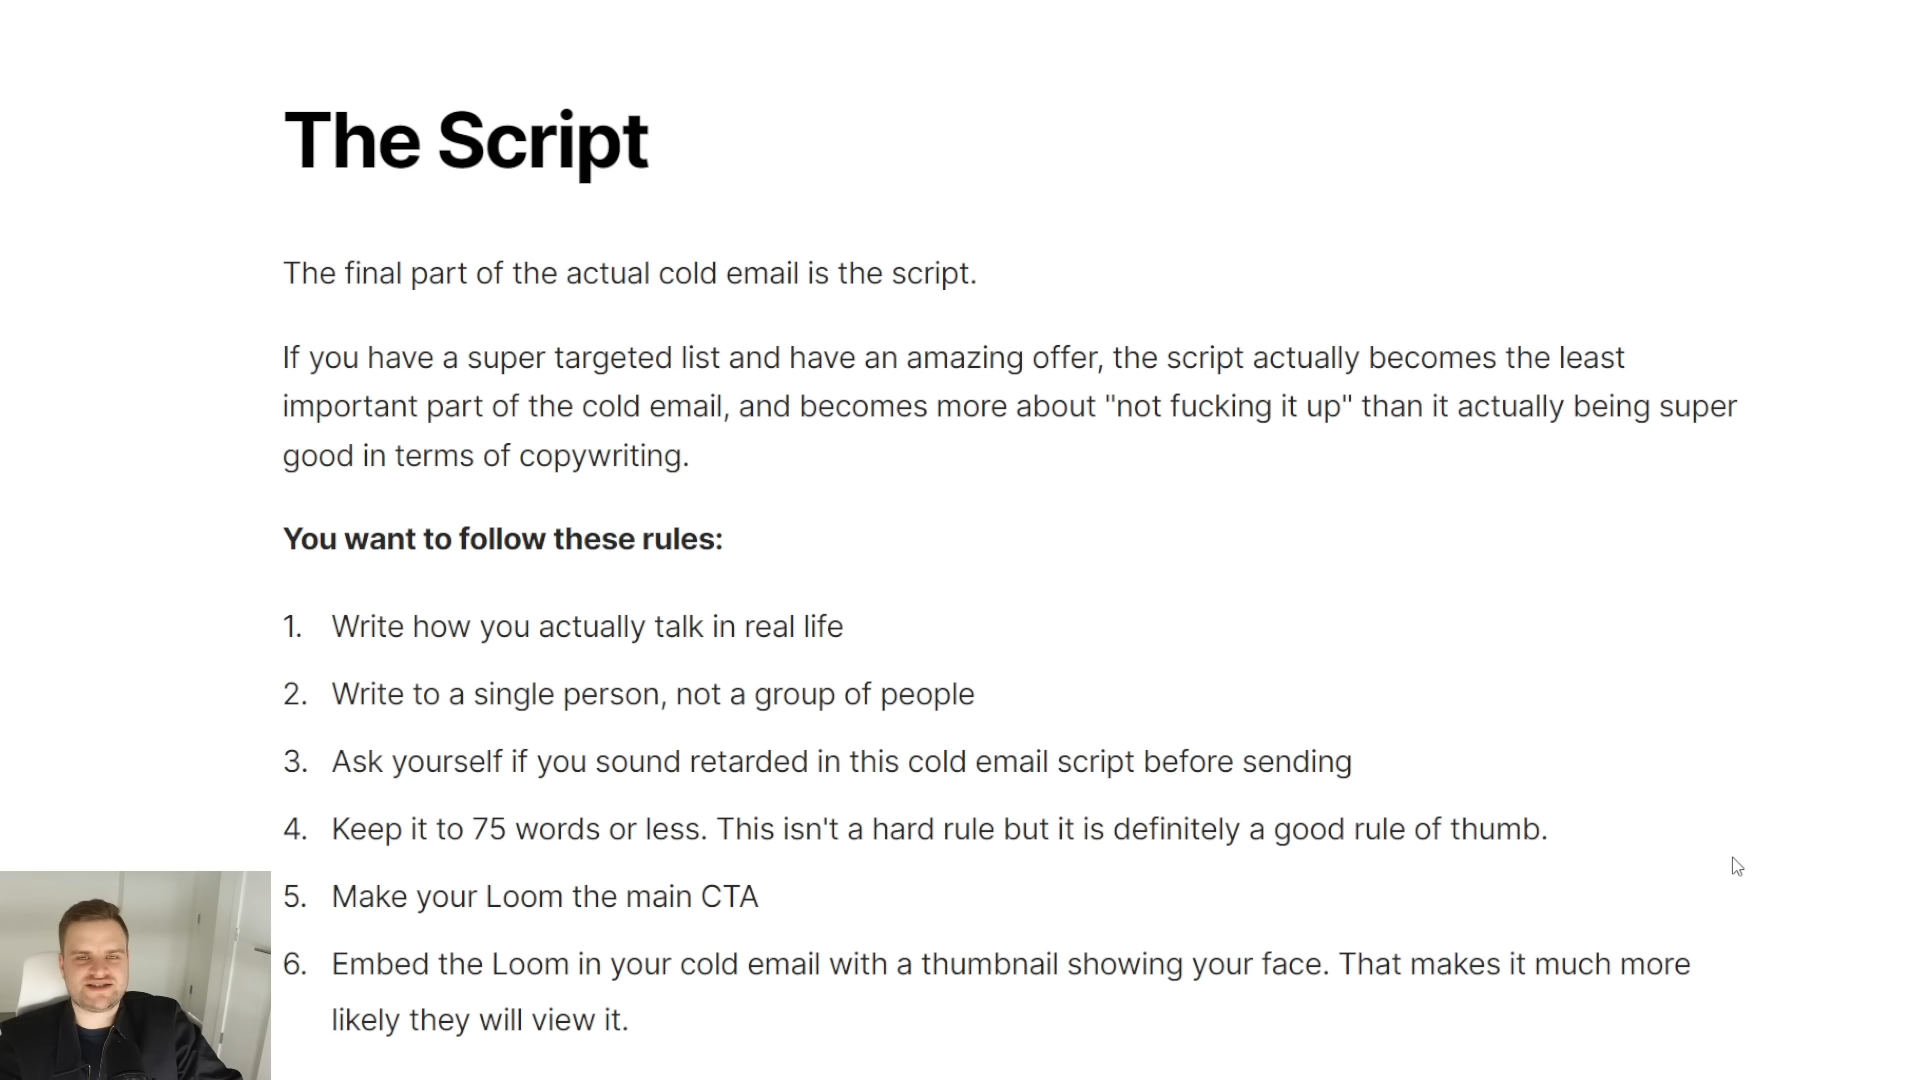 The Script
The final part of the actual cold email is the script.
If you have a super targeted list and have an amazing offer, the script actually becomes the least
important part of the cold email, and becomes more about "not fucking it up" than it actually being super
good in terms of copywriting.
You want to follow these rules:
1. Write how you actually talk in real life
2. Write to a single person, not a group of people
3. Ask yourself if you sound retarded in this cold email script before sending
4. Keep it to 75 words or less. This isn't a hard rule but it is definitely a good rule of thumb.
5. Make your Loom the main CTA
6. Embed the Loom in your cold email with a thumbnail showing your face. That makes it much more
likely they will view it.